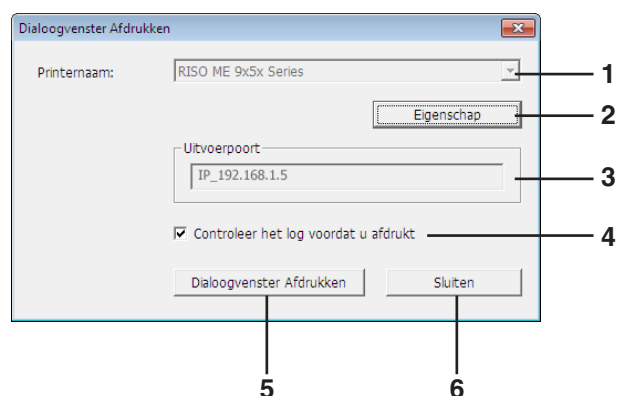 Dialoogvenster Afdrukken
Printernaam: RISO ME 9x5x Series 1
Eigenschap 2
Uitvoerpoort
IP_192.168.1.5 3
Controleer het log voordat u afdrukt 4
Dialoogvenster Afdrukken Sluiten
5 6